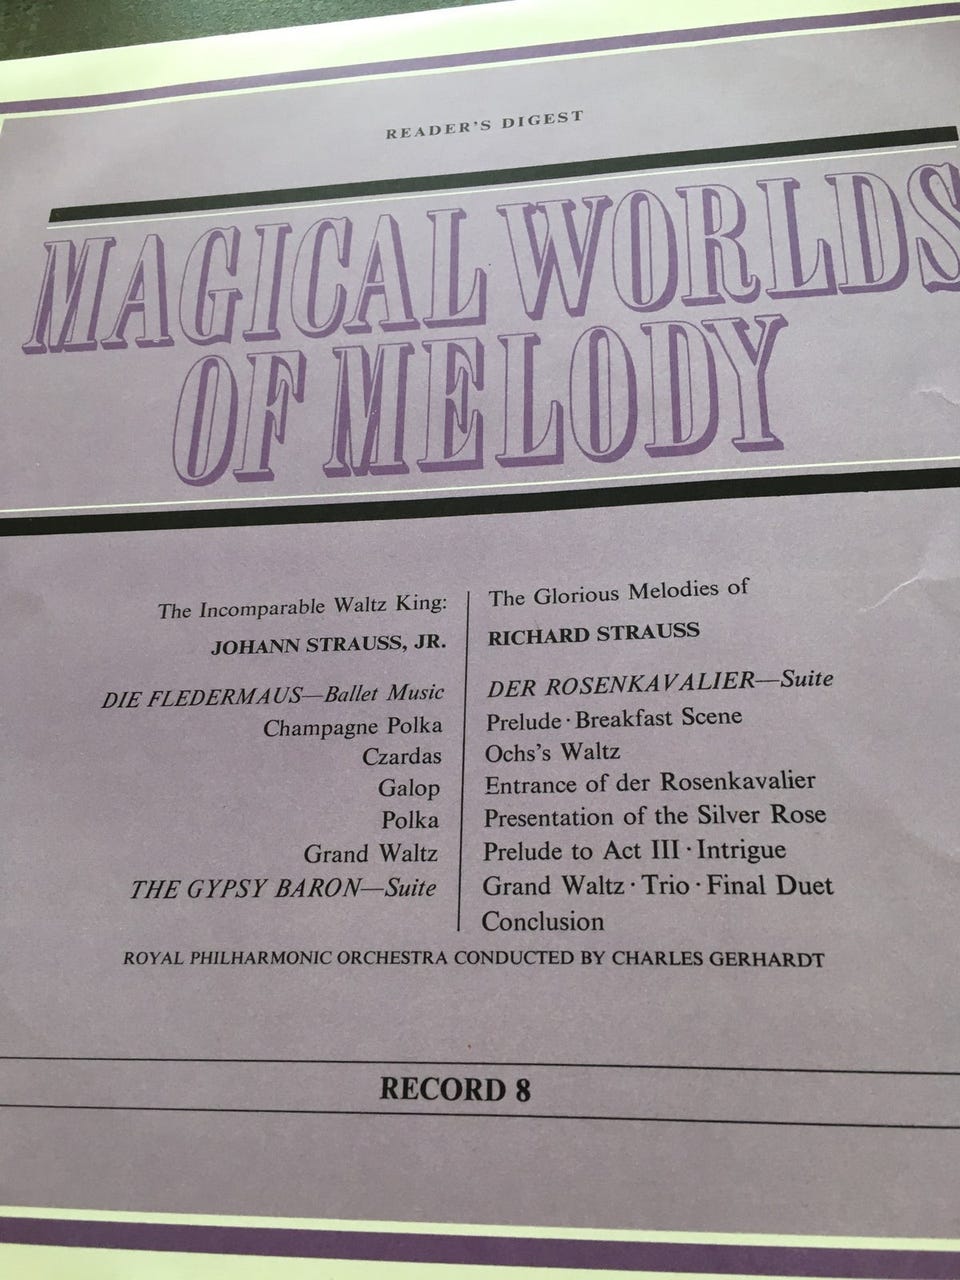 READER'S DIGEST
MAGICAL WORLDS
OF MELODY
The Incomparable Waltz King:
JOHANN STRAUSS, JR.
DIE FLEDERMAUS—Ballet Music
Champagne Polka
Czardas
Galop
Polka
Grand Waltz
THE GYPSY BARON—Suite
The Glorious Melodies of
RICHARD STRAUSS
DER ROSENKAVALIER—Suite
Prelude · Breakfast Scene
Ochs's Waltz
Entrance of der Rosenkavalier
Presentation of the Silver Rose
Prelude to Act III · Intrigue
Grand Waltz · Trio · Final Duet
Conclusion
ROYAL PHILHARMONIC ORCHESTRA CONDUCTED BY CHARLES GERHARDT
RECORD 8